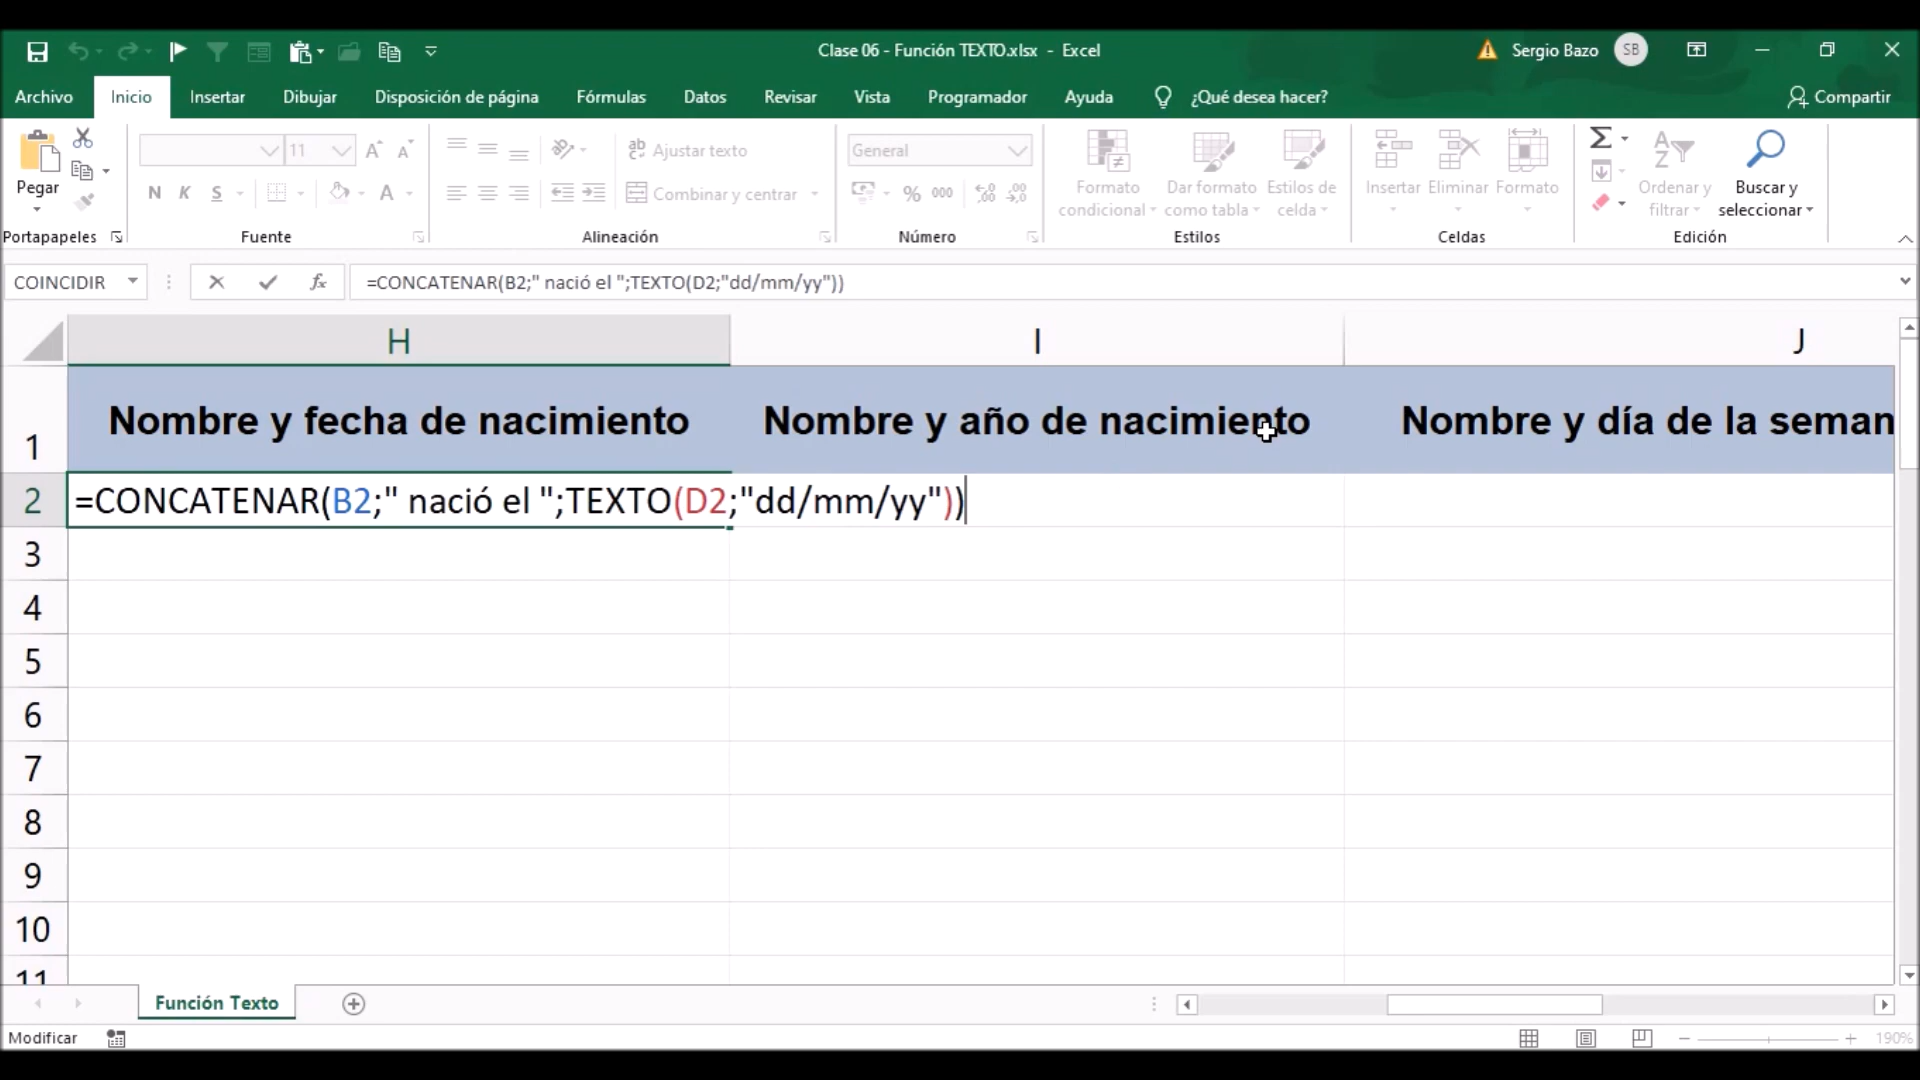 Clase 06 - Función TEXTO.xlsx - Excel
Sergio Bazo
SB
Archivo Inicio Insertar Dibujar Disposición de página Fórmulas Datos Revisar Vista Programador Ayuda ¿Qué desea hacer? Compartir
Pegar
11
N K S
Ajustar texto
Combinar y centrar
General
% 000
Formato condicional
Dar formato como tabla
Estilos de celda
Insertar
Eliminar
Formato
Ordenar y filtrar
Buscar y seleccionar
Portapapeles Fuente Alineación Número Estilos Celdas Edición
COINCIDIR
fx
=CONCATENAR(B2;" nació el ";TEXTO(D2;"dd/mm/yy"))
H I J
1 Nombre y fecha de nacimiento Nombre y año de nacimiento Nombre y día de la seman
2 =CONCATENAR(B2;" nació el ";TEXTO(D2;"dd/mm/yy"))
3
4
5
6
7
8
9
10
11
Función Texto
Modificar
190%